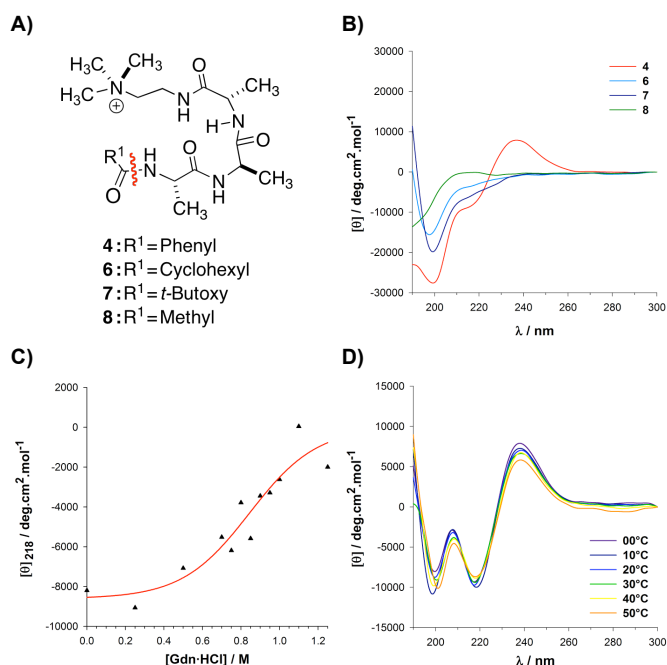 A)
CH₃
H₃C
CH₃
N
⊕
N
H
O
CH₃
H–N
O
R¹
H
N
O
O
N
H
CH₃
CH₃
4: R¹=Phenyl
6: R¹=Cyclohexyl
7: R¹=t-Butoxy
8: R¹=Methyl
B)
[θ] / deg.cm².mol⁻¹
30000
20000
10000
0
-10000
-20000
-30000
200
220
240
260
280
300
λ / nm
4
6
7
8
C)
[θ]₂₁₈ / deg.cm².mol⁻¹
2000
0
-2000
-4000
-6000
-8000
-10000
0.0
0.2
0.4
0.6
0.8
1.0
1.2
[Gdn·HCl] / M
D)
[θ] / deg.cm².mol⁻¹
15000
10000
5000
0
-5000
-10000
-15000
200
220
240
260
280
300
λ / nm
00°C
10°C
20°C
30°C
40°C
50°C